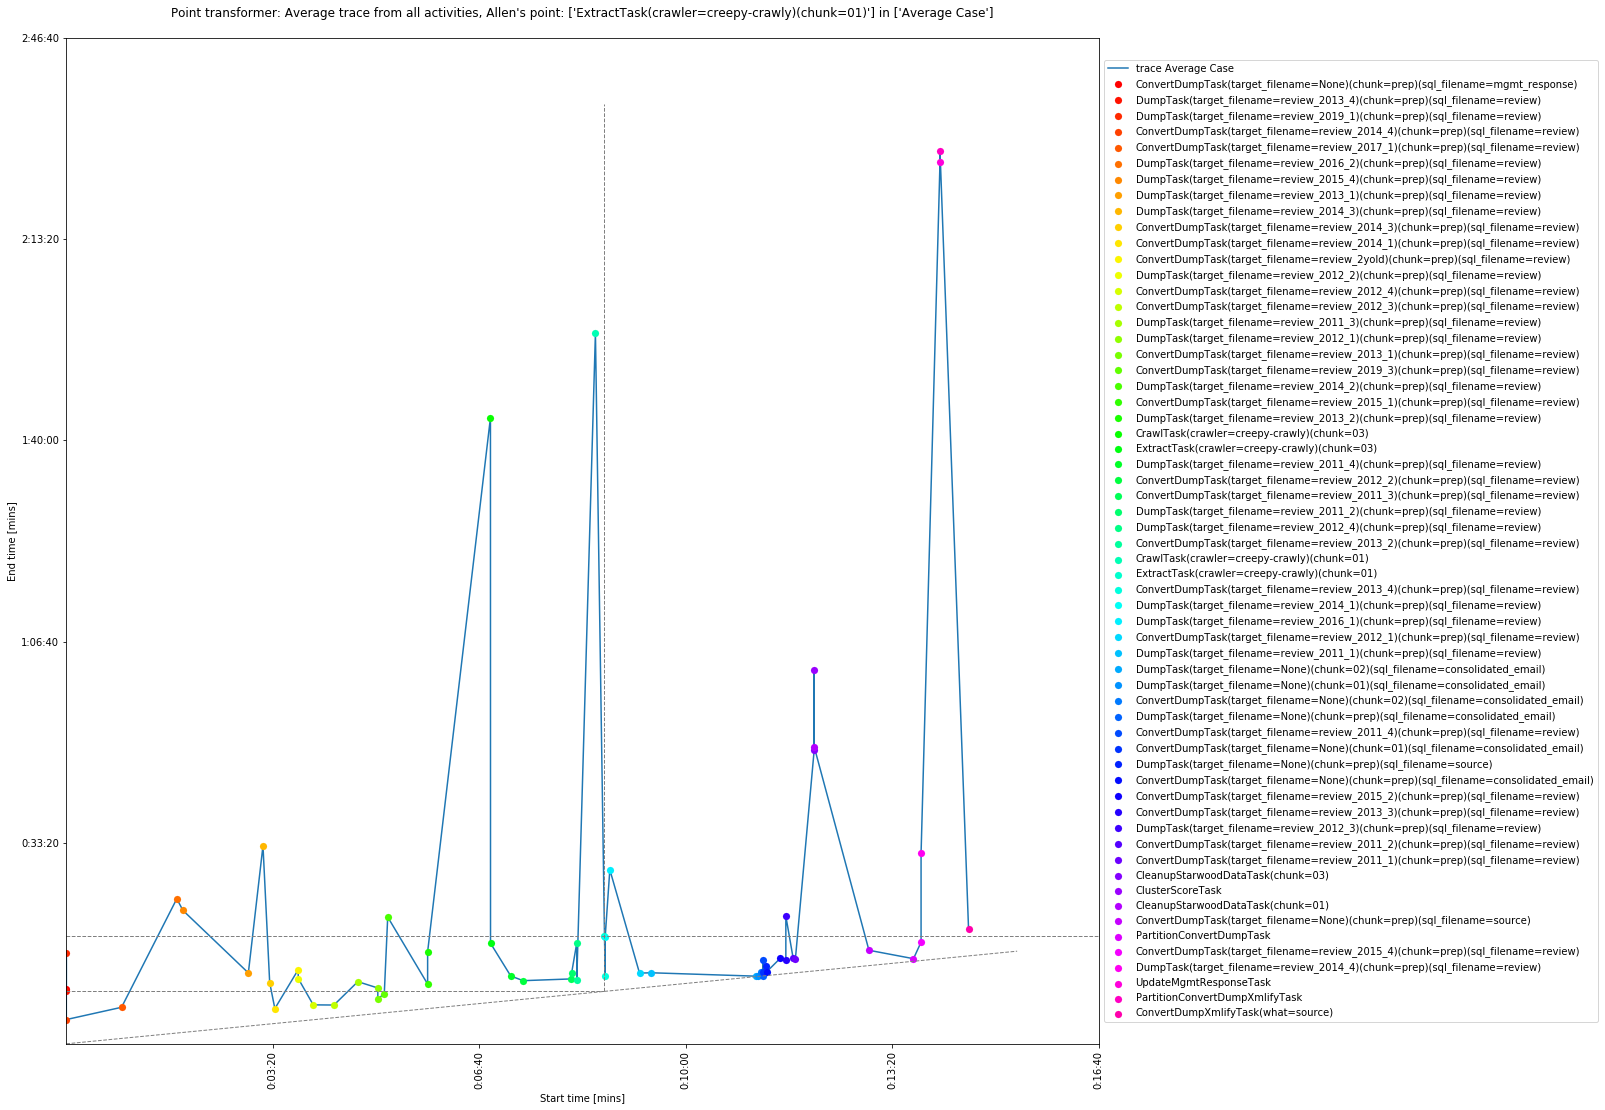 Point transformer: Average trace from all activities, Allen's point: ['ExtractTask(crawler=creepy-crawly)(chunk=01)'] in ['Average Case']
2:46:40
2:13:20
1:40:00
1:06:40
0:33:20
End time [mins]
0:03:20
0:06:40
0:10:00
0:13:20
0:16:40
Start time [mins]
trace Average Case
ConvertDumpTask(target_filename=None)(chunk=prep)(sql_filename=mgmt_response)
DumpTask(target_filename=review_2013_4)(chunk=prep)(sql_filename=review)
DumpTask(target_filename=review_2019_1)(chunk=prep)(sql_filename=review)
ConvertDumpTask(target_filename=review_2014_4)(chunk=prep)(sql_filename=review)
ConvertDumpTask(target_filename=review_2017_1)(chunk=prep)(sql_filename=review)
DumpTask(target_filename=review_2016_2)(chunk=prep)(sql_filename=review)
DumpTask(target_filename=review_2015_4)(chunk=prep)(sql_filename=review)
DumpTask(target_filename=review_2013_1)(chunk=prep)(sql_filename=review)
DumpTask(target_filename=review_2014_3)(chunk=prep)(sql_filename=review)
ConvertDumpTask(target_filename=review_2014_3)(chunk=prep)(sql_filename=review)
ConvertDumpTask(target_filename=review_2014_1)(chunk=prep)(sql_filename=review)
ConvertDumpTask(target_filename=review_2yold)(chunk=prep)(sql_filename=review)
DumpTask(target_filename=review_2012_2)(chunk=prep)(sql_filename=review)
ConvertDumpTask(target_filename=review_2012_4)(chunk=prep)(sql_filename=review)
ConvertDumpTask(target_filename=review_2012_3)(chunk=prep)(sql_filename=review)
DumpTask(target_filename=review_2011_3)(chunk=prep)(sql_filename=review)
DumpTask(target_filename=review_2012_1)(chunk=prep)(sql_filename=review)
ConvertDumpTask(target_filename=review_2013_1)(chunk=prep)(sql_filename=review)
ConvertDumpTask(target_filename=review_2019_3)(chunk=prep)(sql_filename=review)
DumpTask(target_filename=review_2014_2)(chunk=prep)(sql_filename=review)
ConvertDumpTask(target_filename=review_2015_1)(chunk=prep)(sql_filename=review)
DumpTask(target_filename=review_2013_2)(chunk=prep)(sql_filename=review)
CrawlTask(crawler=creepy-crawly)(chunk=03)
ExtractTask(crawler=creepy-crawly)(chunk=03)
DumpTask(target_filename=review_2011_4)(chunk=prep)(sql_filename=review)
ConvertDumpTask(target_filename=review_2012_2)(chunk=prep)(sql_filename=review)
ConvertDumpTask(target_filename=review_2011_3)(chunk=prep)(sql_filename=review)
DumpTask(target_filename=review_2011_2)(chunk=prep)(sql_filename=review)
DumpTask(target_filename=review_2012_4)(chunk=prep)(sql_filename=review)
ConvertDumpTask(target_filename=review_2013_2)(chunk=prep)(sql_filename=review)
CrawlTask(crawler=creepy-crawly)(chunk=01)
ExtractTask(crawler=creepy-crawly)(chunk=01)
ConvertDumpTask(target_filename=review_2013_4)(chunk=prep)(sql_filename=review)
DumpTask(target_filename=review_2014_1)(chunk=prep)(sql_filename=review)
DumpTask(target_filename=review_2016_1)(chunk=prep)(sql_filename=review)
ConvertDumpTask(target_filename=review_2012_1)(chunk=prep)(sql_filename=review)
DumpTask(target_filename=review_2011_1)(chunk=prep)(sql_filename=review)
DumpTask(target_filename=None)(chunk=02)(sql_filename=consolidated_email)
DumpTask(target_filename=None)(chunk=01)(sql_filename=consolidated_email)
ConvertDumpTask(target_filename=None)(chunk=02)(sql_filename=consolidated_email)
DumpTask(target_filename=None)(chunk=prep)(sql_filename=consolidated_email)
ConvertDumpTask(target_filename=review_2011_4)(chunk=prep)(sql_filename=review)
ConvertDumpTask(target_filename=None)(chunk=01)(sql_filename=consolidated_email)
DumpTask(target_filename=None)(chunk=prep)(sql_filename=source)
ConvertDumpTask(target_filename=None)(chunk=prep)(sql_filename=consolidated_email)
ConvertDumpTask(target_filename=review_2015_2)(chunk=prep)(sql_filename=review)
ConvertDumpTask(target_filename=review_2013_3)(chunk=prep)(sql_filename=review)
DumpTask(target_filename=review_2012_3)(chunk=prep)(sql_filename=review)
ConvertDumpTask(target_filename=review_2011_2)(chunk=prep)(sql_filename=review)
ConvertDumpTask(target_filename=review_2011_1)(chunk=prep)(sql_filename=review)
CleanupStarwoodDataTask(chunk=03)
ClusterScoreTask
CleanupStarwoodDataTask(chunk=01)
ConvertDumpTask(target_filename=None)(chunk=prep)(sql_filename=source)
PartitionConvertDumpTask
ConvertDumpTask(target_filename=review_2015_4)(chunk=prep)(sql_filename=review)
DumpTask(target_filename=review_2014_4)(chunk=prep)(sql_filename=review)
UpdateMgmtResponseTask
PartitionConvertDumpXmlifyTask
ConvertDumpXmlifyTask(what=source)